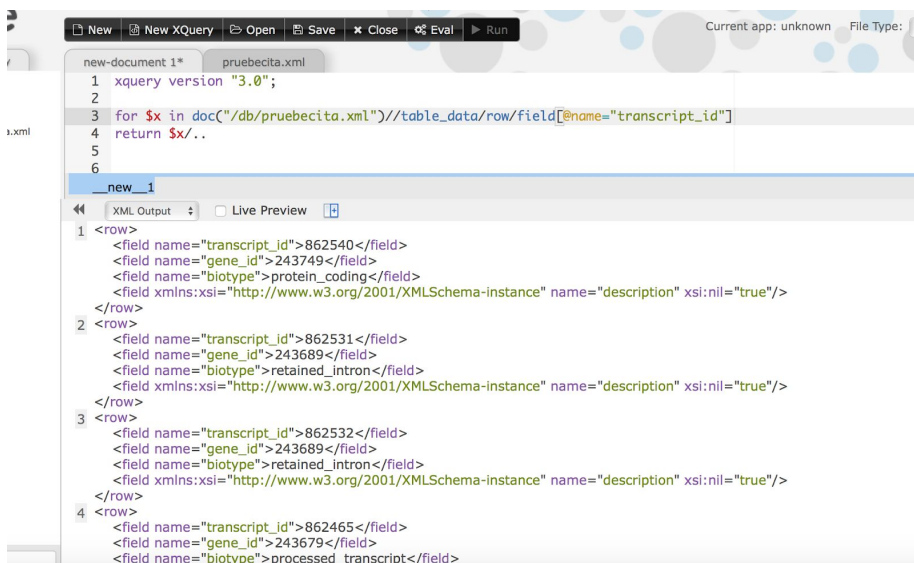 New New XQuery Open Save Close Eval Run Current app: unknown File Type:
new-document 1* pruebecita.xml
1 xquery version "3.0";
2
3 for $x in doc("/db/pruebecita.xml")//table_data/row/field[@name="transcript_id"]
a.xml
4 return $x/..
5
6
__new__1
XML Output Live Preview
1 <row>
<field name="transcript_id">862540</field>
<field name="gene_id">243749</field>
<field name="biotype">protein_coding</field>
<field xmlns:xsi="http://www.w3.org/2001/XMLSchema-instance" name="description" xsi:nil="true"/>
</row>
2 <row>
<field name="transcript_id">862531</field>
<field name="gene_id">243689</field>
<field name="biotype">retained_intron</field>
<field xmlns:xsi="http://www.w3.org/2001/XMLSchema-instance" name="description" xsi:nil="true"/>
</row>
3 <row>
<field name="transcript_id">862532</field>
<field name="gene_id">243689</field>
<field name="biotype">retained_intron</field>
<field xmlns:xsi="http://www.w3.org/2001/XMLSchema-instance" name="description" xsi:nil="true"/>
</row>
4 <row>
<field name="transcript_id">862465</field>
<field name="gene_id">243679</field>
<field name="biotype">processed_transcript</field>